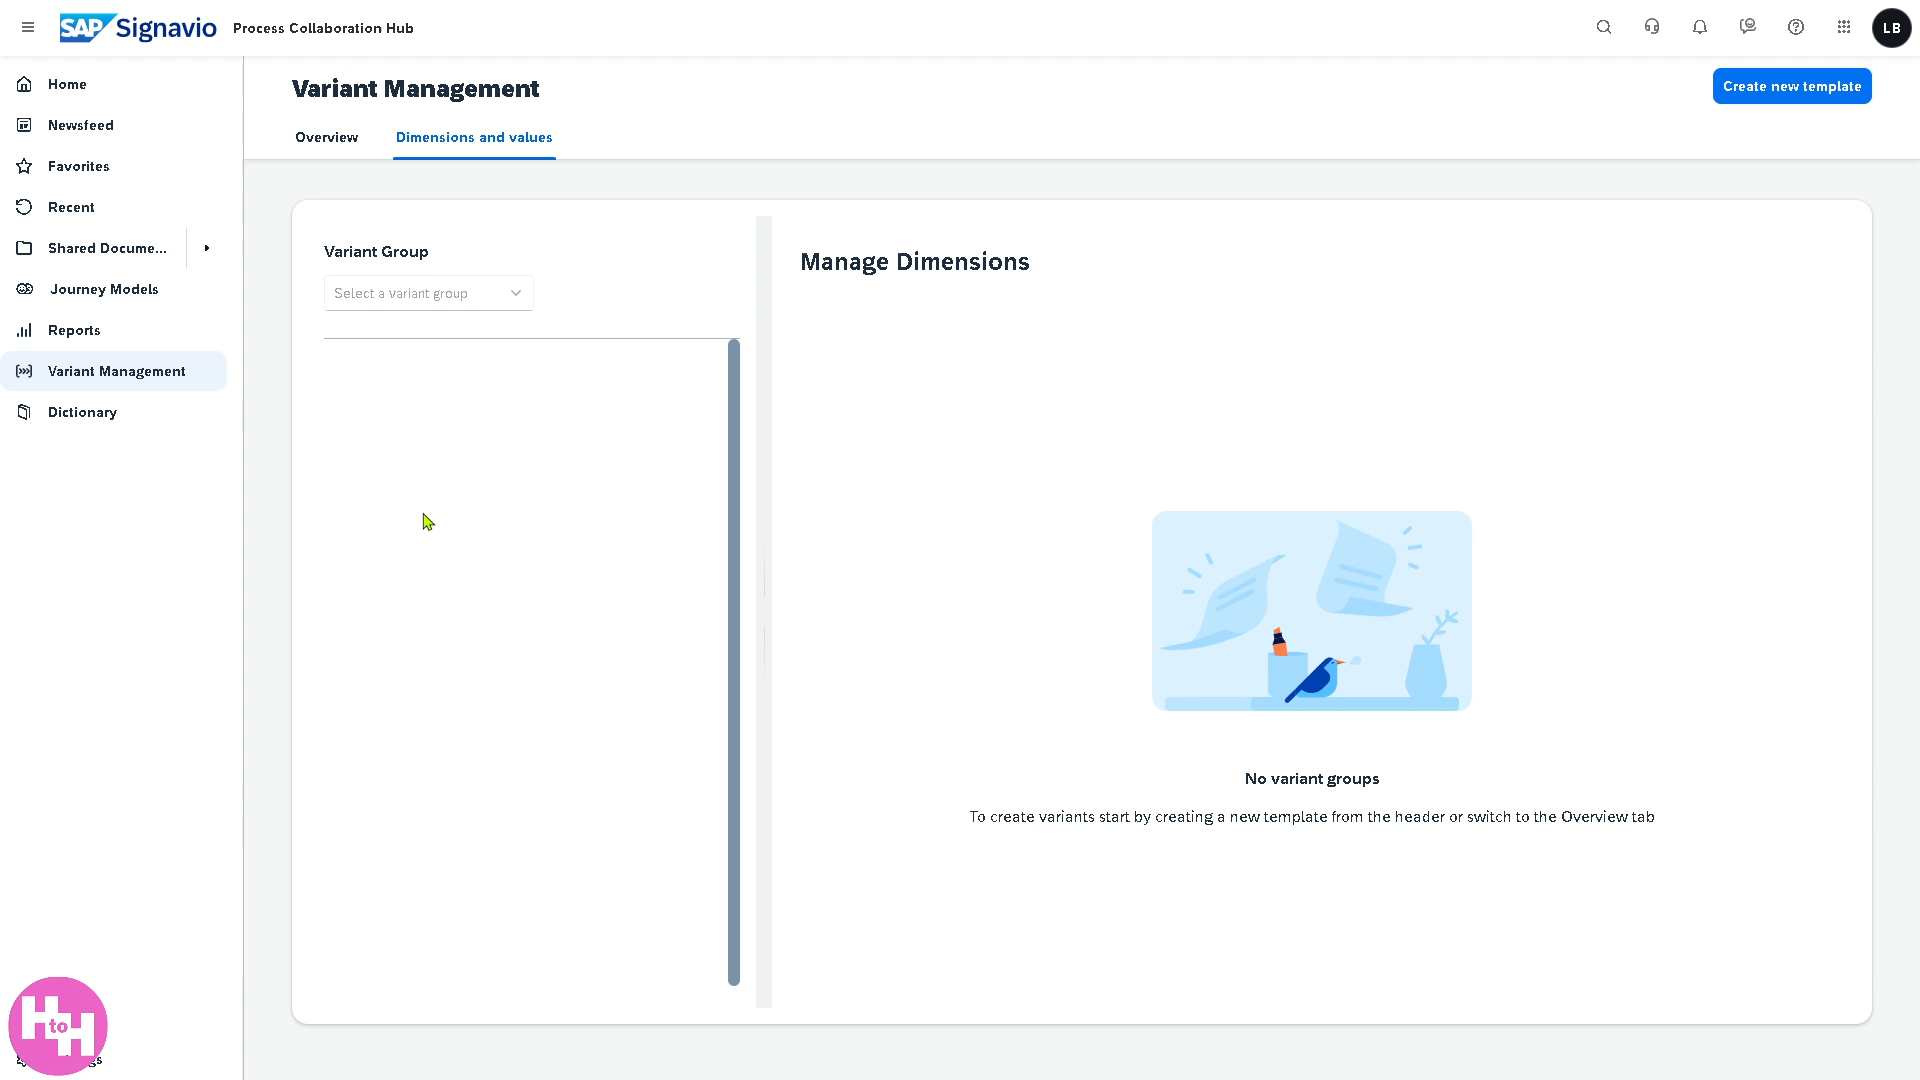 SAP Signavio Process Collaboration Hub
LB
Home
Newsfeed
Favorites
Recent
Shared Docume...
Journey Models
Reports
Variant Management
Dictionary
Variant Management
Create new template
Overview
Dimensions and values
Variant Group
Select a variant group
Manage Dimensions
No variant groups
To create variants start by creating a new template from the header or switch to the Overview tab
H to H